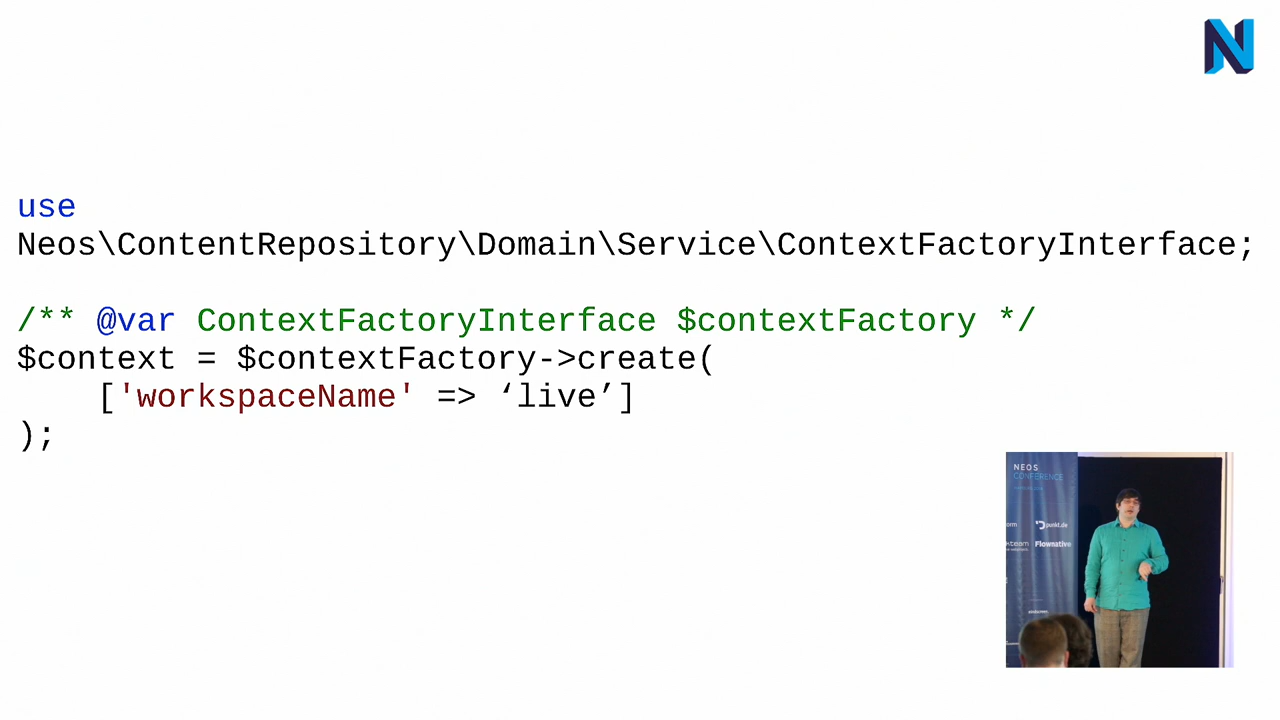 use
Neos\ContentRepository\Domain\Service\ContextFactoryInterface;
/** @var ContextFactoryInterface $contextFactory */
$context = $contextFactory->create(
    ['workspaceName' => ‘live’]
);
NEOS
CONFERENCE
punkt.de
Flownative